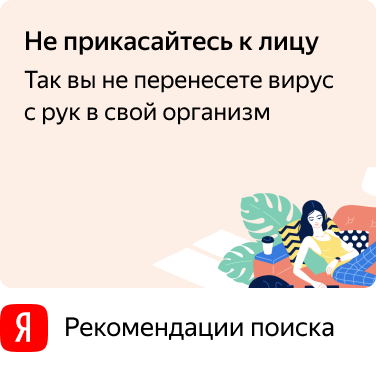 Не прикасайтесь к лицу
Так вы не перенесете вирус
с рук в свой организм
Я
Рекомендации поиска